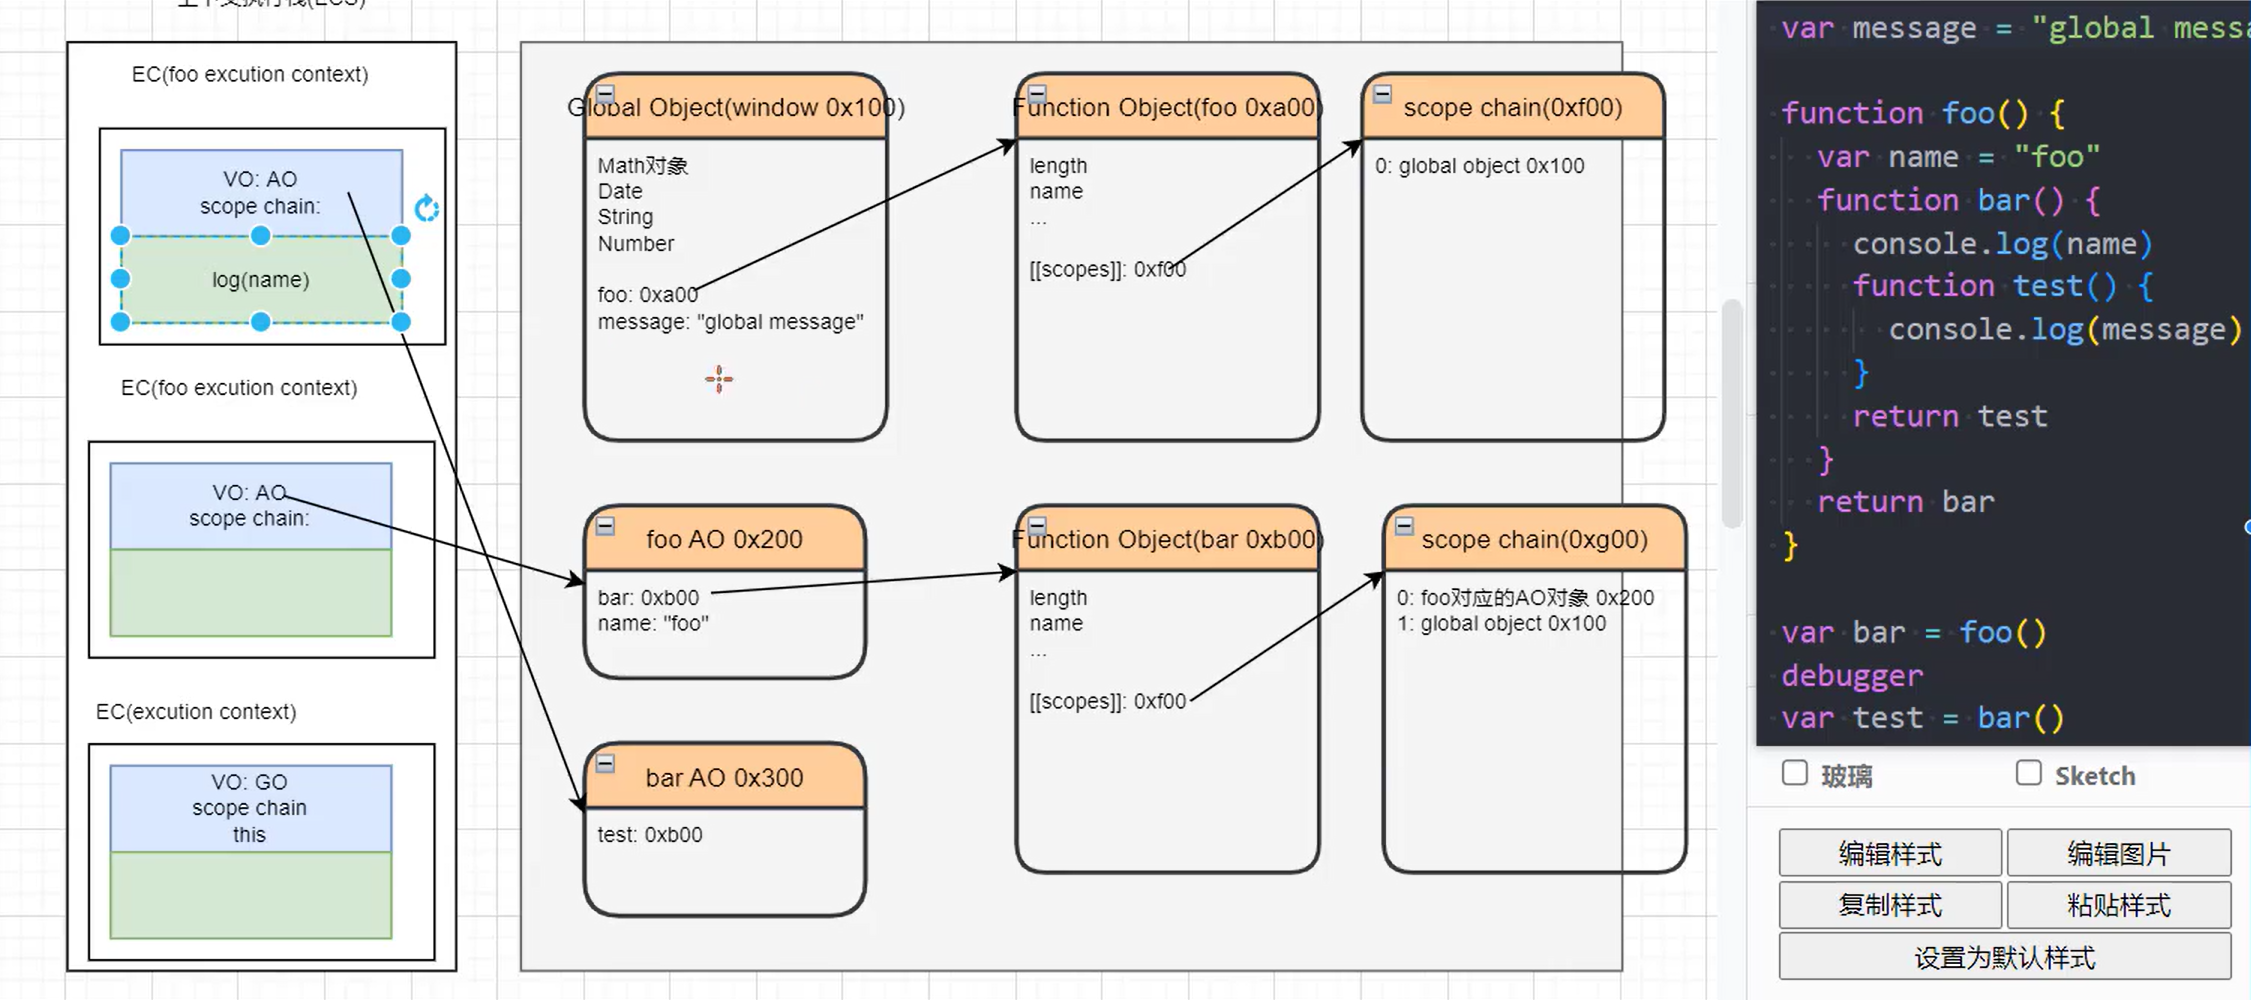 EC(foo excution context)
VO: AO
scope chain:
log(name)
EC(foo excution context)
VO: AO
scope chain:
EC(excution context)
VO: GO
scope chain
this
Global Object(window 0x100)
Math对象
Date
String
Number
foo: 0xa00
message: "global message"
Function Object(foo 0xa00)
length
name
...
[[scopes]]: 0xf00
scope chain(0xf00)
0: global object 0x100
foo AO 0x200
bar: 0xb00
name: "foo"
Function Object(bar 0xb00)
length
name
...
[[scopes]]: 0xf00
scope chain(0xg00)
0: foo对应的AO对象 0x200
1: global object 0x100
bar AO 0x300
test: 0xb00
var message = "global mess
function foo() {
var name = "foo"
function bar() {
console.log(name)
function test() {
console.log(message)
}
return test
}
return bar
}
var bar = foo()
debugger
var test = bar()
玻璃
Sketch
编辑样式
编辑图片
复制样式
粘贴样式
设置为默认样式